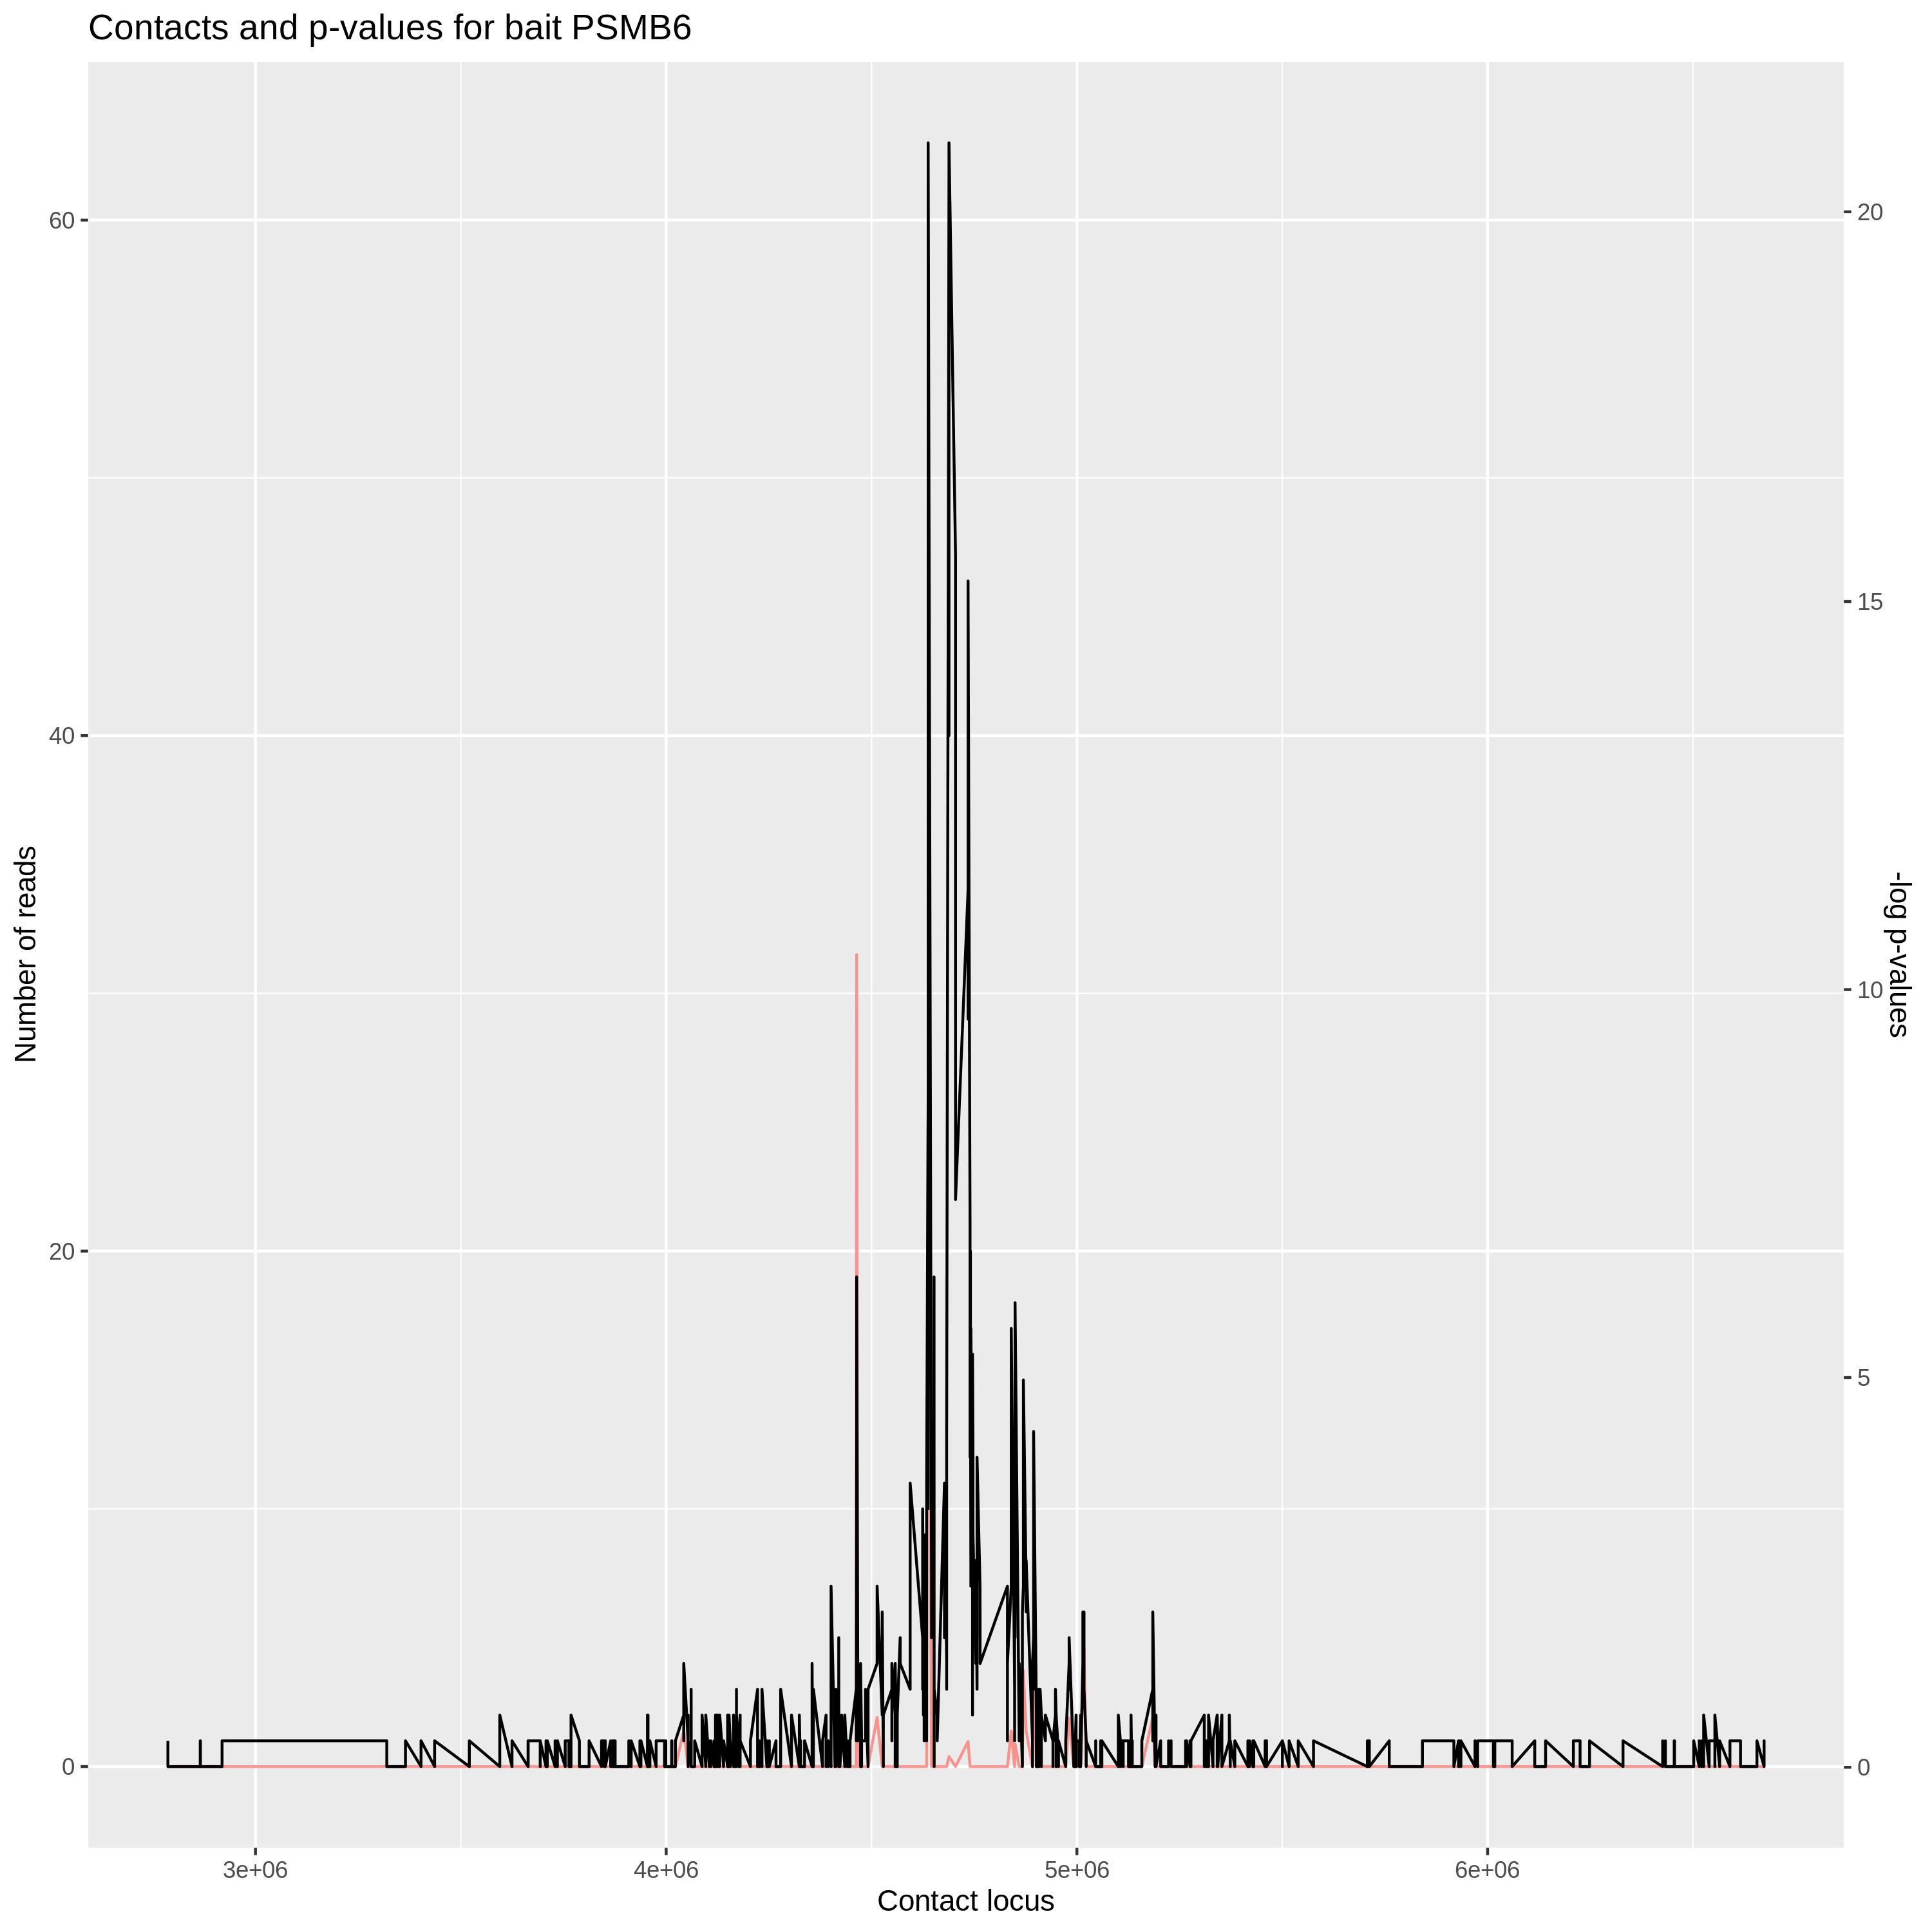 Contacts and p-values for bait PSMB6
Number of reads
60
40
20
0
20
15
10
5
0
-log p-values
3e+06
4e+06
5e+06
6e+06
Contact locus